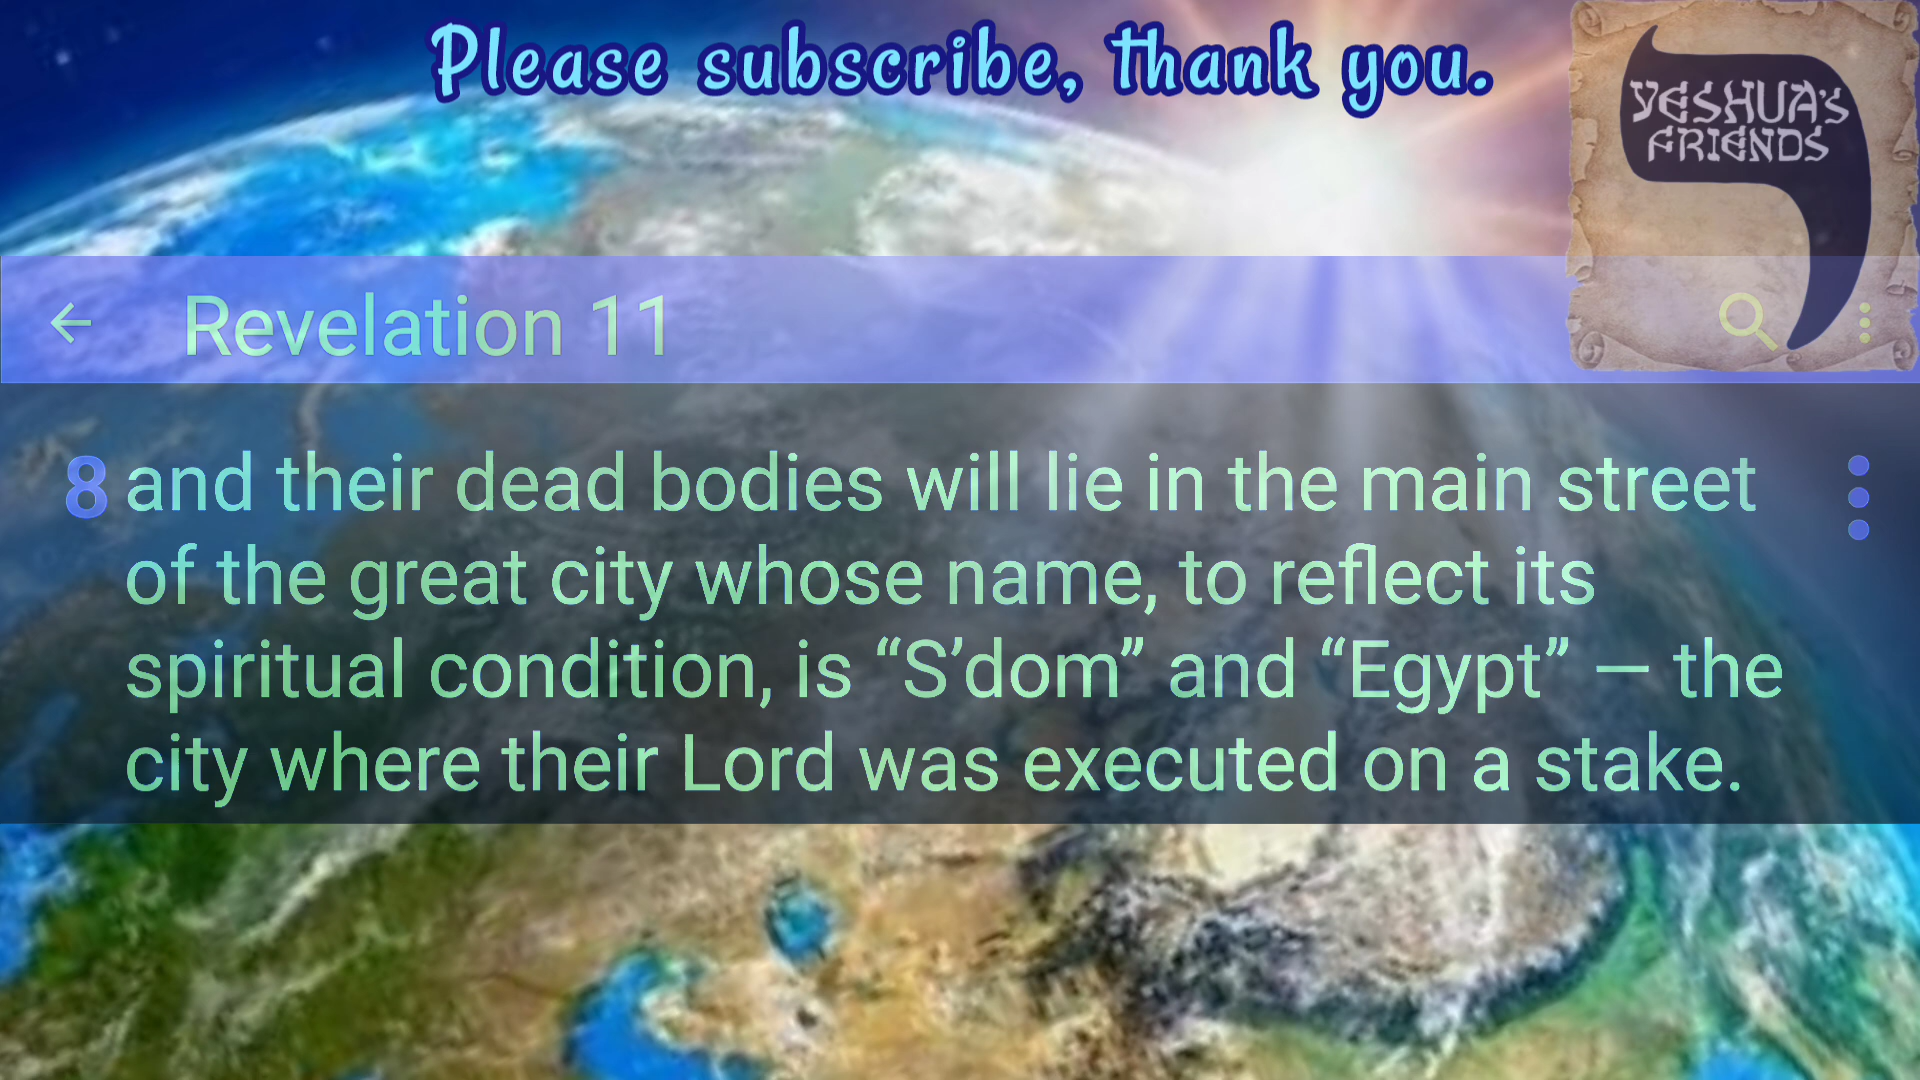 Please subscribe, thank you.
YESHUA'S
FRIENDS
← Revelation 11
8 and their dead bodies will lie in the main street
of the great city whose name, to reflect its
spiritual condition, is “S’dom” and “Egypt” — the
city where their Lord was executed on a stake.